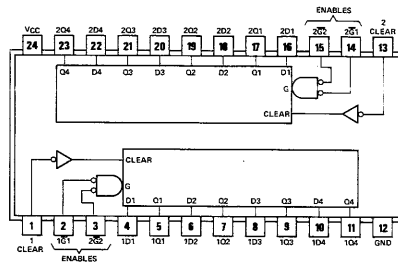 ENABLES
VCC 2Q4 2D4 2D3 2Q3 2Q2 2D2 2Q1 2D1 2G2 2G1 2 CLEAR
24 23 22 21 20 19 18 17 16 15 14 13
Q4 D4 Q3 D3 Q2 D2 Q1 D1
G
CLEAR
CLEAR
G
D1 Q1 D2 Q2 D3 Q3 D4 Q4
1 2 3 4 5 6 7 8 9 10 11 12
1 CLEAR 1G1 2G2 1D1 1Q1 1D2 1Q2 1D3 1Q3 1D4 1Q4 GND
ENABLES